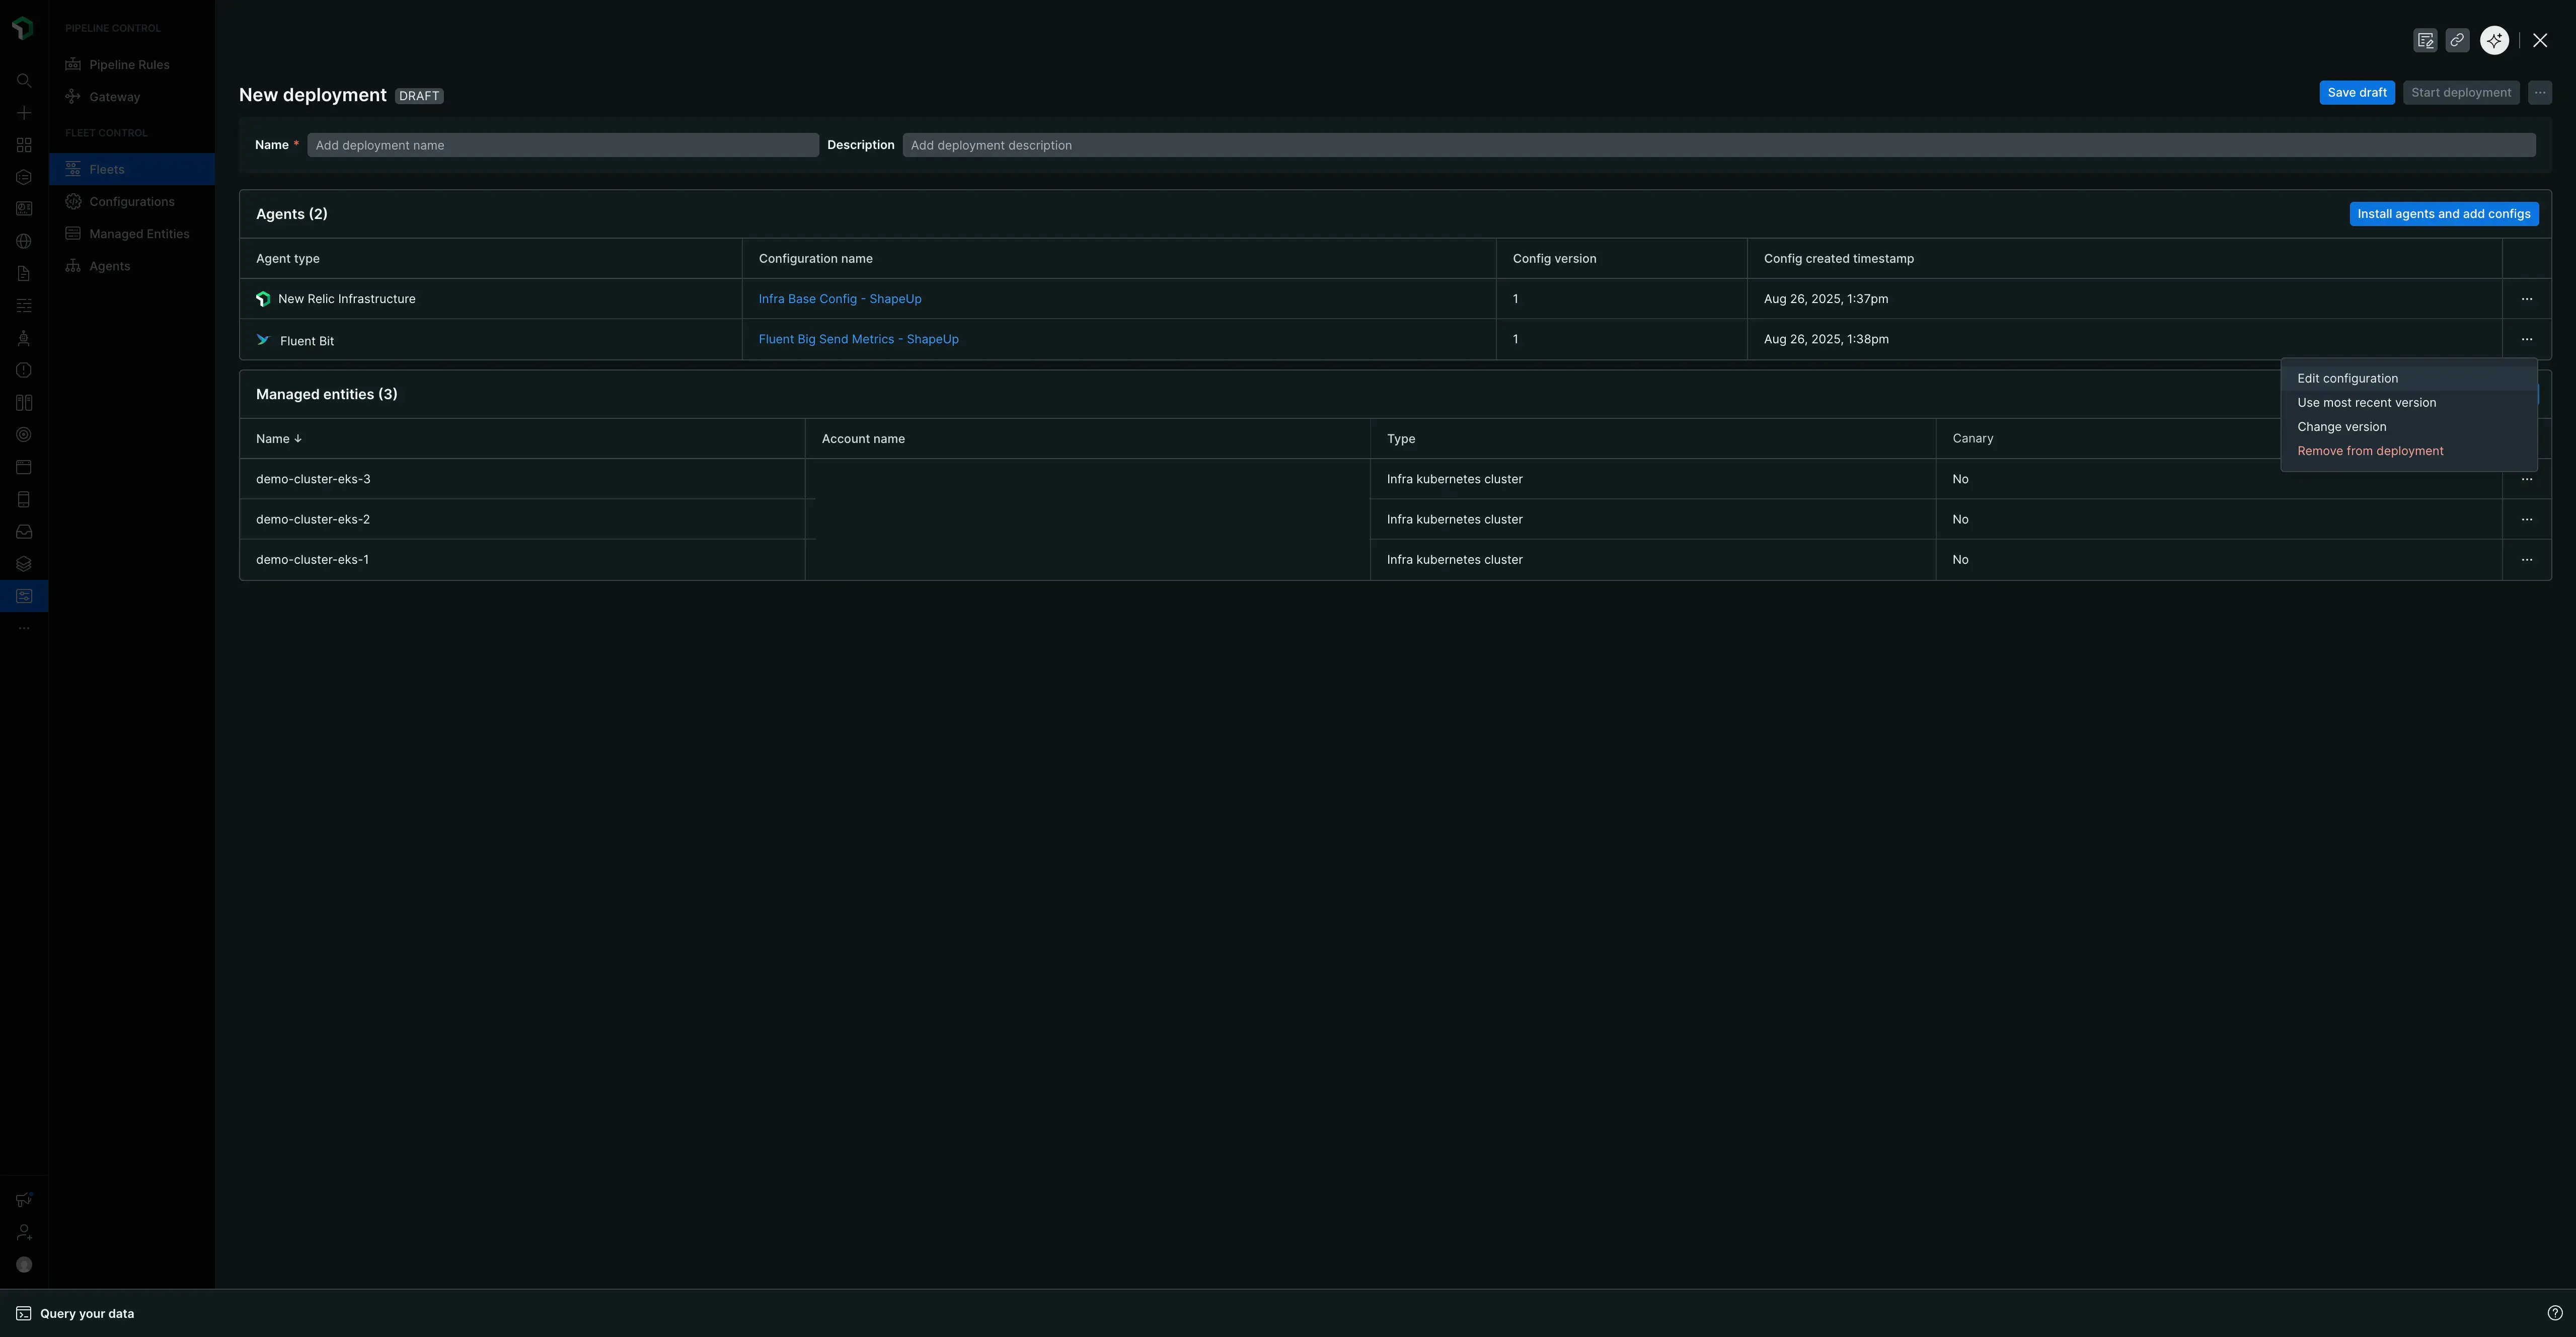 PIPELINE CONTROL
Pipeline Rules
Gateway
FLEET CONTROL
Fleets
Configurations
Managed Entities
Agents
New deployment DRAFT
Save draft Start deployment
Name * Add deployment name Description Add deployment description
Agents (2)
Install agents and add configs
Agent type Configuration name Config version Config created timestamp
New Relic Infrastructure Infra Base Config - ShapeUp 1 Aug 26, 2025, 1:37pm
Fluent Bit Fluent Big Send Metrics - ShapeUp 1 Aug 26, 2025, 1:38pm
Edit configuration
Use most recent version
Change version
Remove from deployment
Managed entities (3)
Name ↓ Account name Type Canary
demo-cluster-eks-3 Infra kubernetes cluster No
demo-cluster-eks-2 Infra kubernetes cluster No
demo-cluster-eks-1 Infra kubernetes cluster No
Query your data